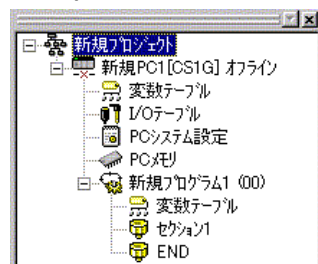 新規プロジェクト
新規PC1[CS1G] オフライン
変数テーブル
I/Oテーブル
PCシステム設定
PCメモリ
新規プログラム1 (00)
変数テーブル
セクション1
END